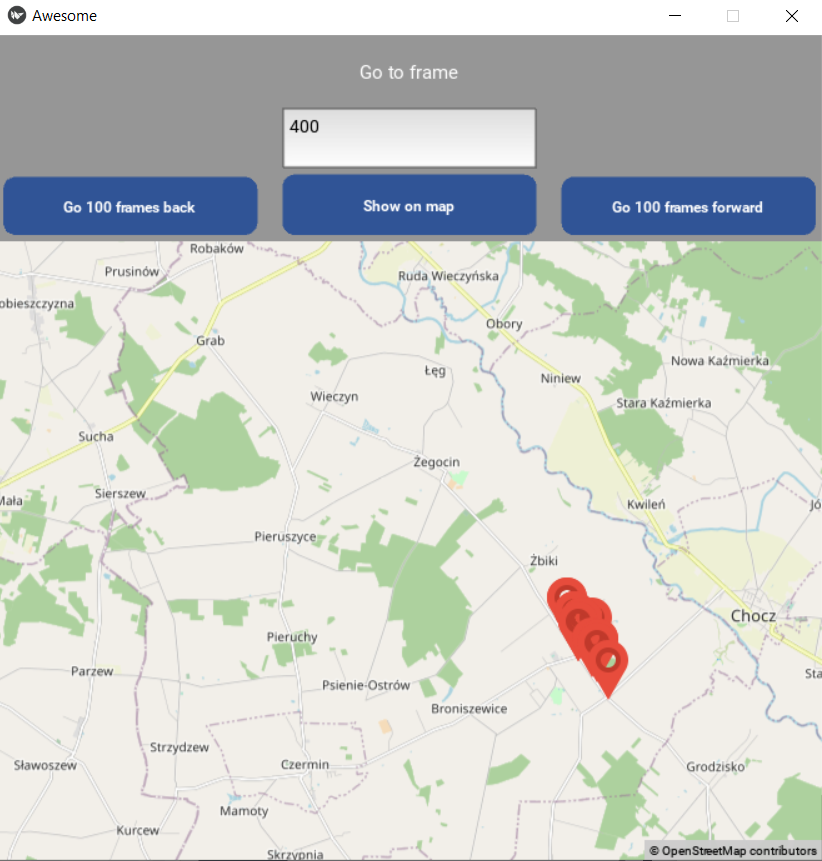 Awesome
Go to frame
400
Go 100 frames back
Show on map
Go 100 frames forward
Robaków
Prusinów
Ruda Wieczyńska
obieszczyzna
Obory
Grab
Nowa Kaźmierka
Łęg
Niniew
Wieczyn
Stara Kaźmierka
Sucha
Żegocin
Sierszew
Mała
Kwileń
Jó
Pieruszyce
Żbiki
Chocz
Pieruchy
Parzew
Sta
Psienie-Ostrów
Broniszewice
Strzydzew
Sławoszew
Czermin
Grodzisko
Mamoty
Kurcew
Skrzypnia
© OpenStreetMap contributors